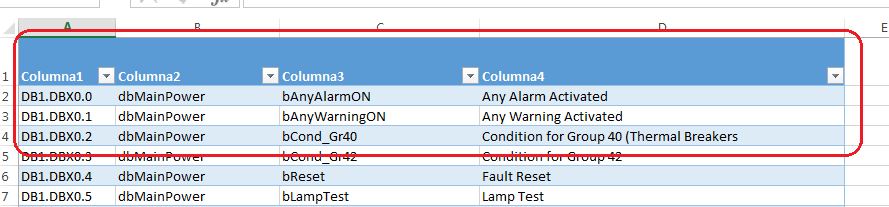 A B C D E
1 Columna1 Columna2 Columna3 Columna4
2 DB1.DBX0.0 dbMainPower bAnyAlarmON Any Alarm Activated
3 DB1.DBX0.1 dbMainPower bAnyWarningON Any Warning Activated
4 DB1.DBX0.2 dbMainPower bCond_Gr40 Condition for Group 40 (Thermal Breakers
5 DB1.DBX0.3 dbMainPower bCond_Gr42 Condition for Group 42
6 DB1.DBX0.4 dbMainPower bReset Fault Reset
7 DB1.DBX0.5 dbMainPower bLampTest Lamp Test